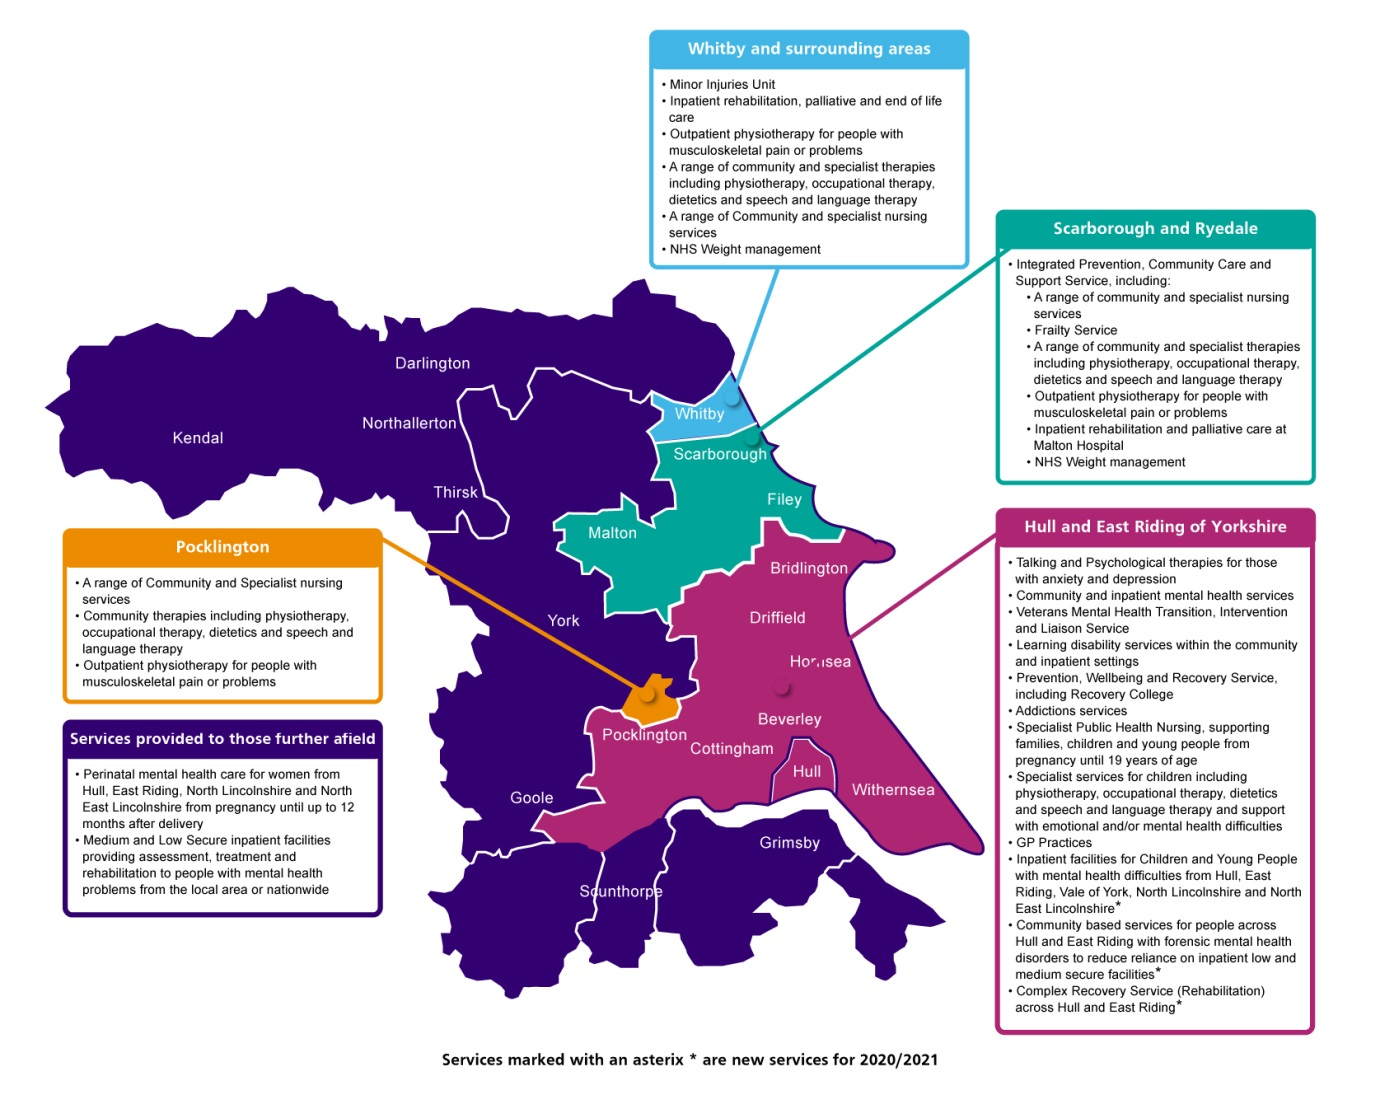 Whitby and surrounding areas
• Minor Injuries Unit
• Inpatient rehabilitation, palliative and end of life
care
• Outpatient physiotherapy for people with
musculoskeletal pain or problems
• A range of community and specialist therapies
including physiotherapy, occupational therapy,
dietetics and speech and language therapy
• A range of Community and specialist nursing
services
• NHS Weight management
Scarborough and Ryedale
• Integrated Prevention, Community Care and
Support Service, including:
• A range of community and specialist nursing
services
• Frailty Service
• A range of community and specialist therapies
including physiotherapy, occupational therapy,
dietetics and speech and language therapy
• Outpatient physiotherapy for people with
musculoskeletal pain or problems
• Inpatient rehabilitation and palliative care at
Malton Hospital
• NHS Weight management
Darlington
Northallerton
Kendal
Thirsk
Whitby
Scarborough
Filey
Malton
Bridlington
Driffield
York
Hornsea
Beverley
Pocklington
Cottingham
Hull
Withernsea
Goole
Grimsby
Scunthorpe
Pocklington
• A range of Community and Specialist nursing
services
• Community therapies including physiotherapy,
occupational therapy, dietetics and speech and
language therapy
• Outpatient physiotherapy for people with
musculoskeletal pain or problems
Services provided to those further afield
• Perinatal mental health care for women from
Hull, East Riding, North Lincolnshire and North
East Lincolnshire from pregnancy until up to 12
months after delivery
• Medium and Low Secure inpatient facilities
providing assessment, treatment and
rehabilitation to people with mental health
problems from the local area or nationwide
Hull and East Riding of Yorkshire
• Talking and Psychological therapies for those
with anxiety and depression
• Community and inpatient mental health services
• Veterans Mental Health Transition, Intervention
and Liaison Service
• Learning disability services within the community
and inpatient settings
• Prevention, Wellbeing and Recovery Service,
including Recovery College
• Addictions services
• Specialist Public Health Nursing, supporting
families, children and young people from
pregnancy until 19 years of age
• Specialist services for children including
physiotherapy, occupational therapy, dietetics
and speech and language therapy and support
with emotional and/or mental health difficulties
• GP Practices
• Inpatient facilities for Children and Young People
with mental health difficulties from Hull, East
Riding, Vale of York, North Lincolnshire and North
East Lincolnshire*
• Community based services for people across
Hull and East Riding with forensic mental health
disorders to reduce reliance on inpatient low and
medium secure facilities*
• Complex Recovery Service (Rehabilitation)
across Hull and East Riding*
Services marked with an asterix * are new services for 2020/2021